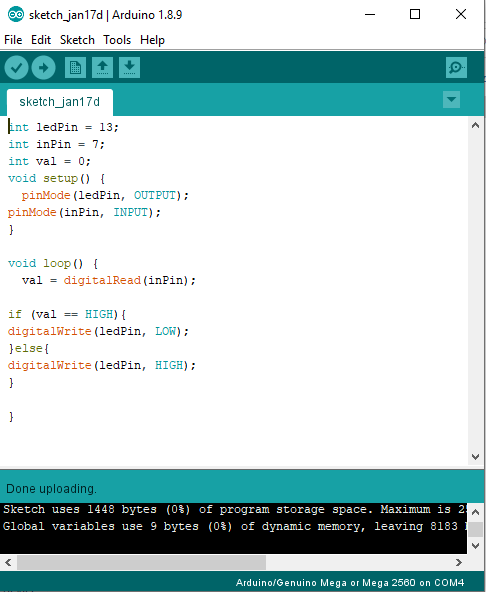 sketch_jan17d | Arduino 1.8.9
File Edit Sketch Tools Help
sketch_jan17d
int ledPin = 13;
int inPin = 7;
int val = 0;
void setup() {
  pinMode(ledPin, OUTPUT);
pinMode(inPin, INPUT);
}

void loop() {
  val = digitalRead(inPin);

if (val == HIGH){
digitalWrite(ledPin, LOW);
}else{
digitalWrite(ledPin, HIGH);
}

}
Done uploading.
Sketch uses 1448 bytes (0%) of program storage space. Maximum is
Global variables use 9 bytes (0%) of dynamic memory, leaving 8183
Arduino/Genuino Mega or Mega 2560 on COM4